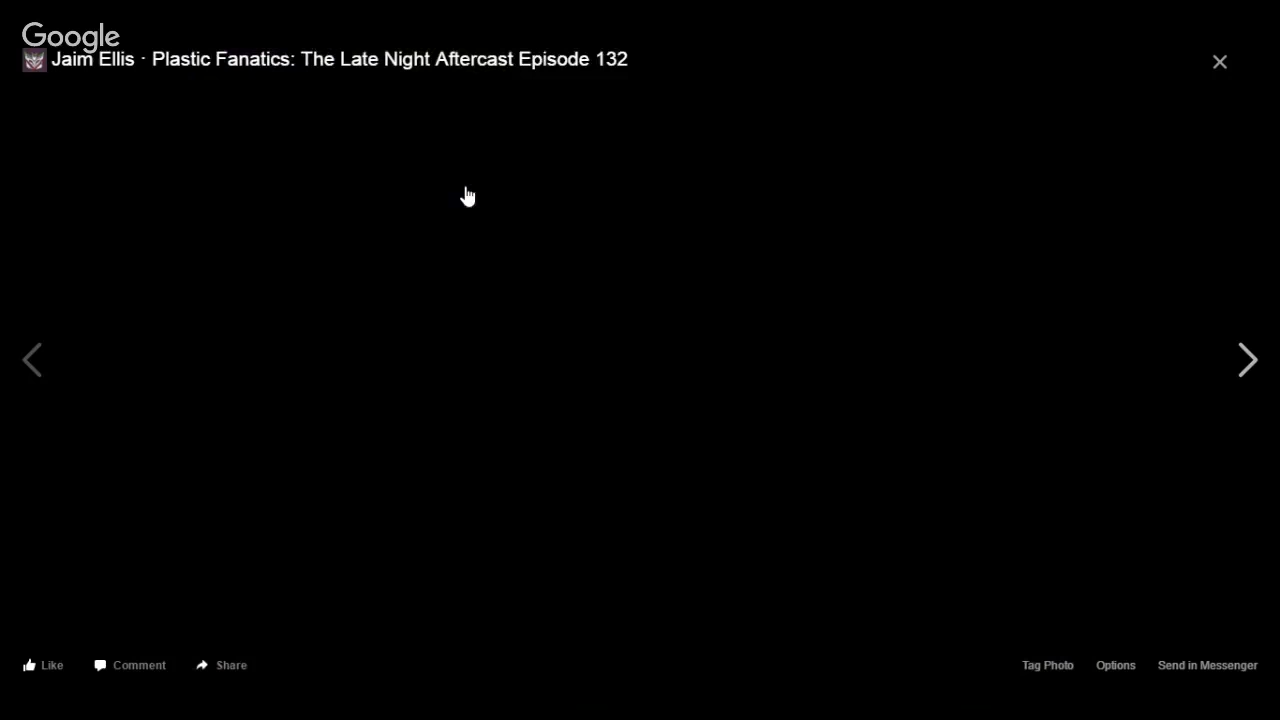 Google
Jaim Ellis · Plastic Fanatics: The Late Night Aftercast Episode 132
Like Comment Share Tag Photo Options Send in Messenger